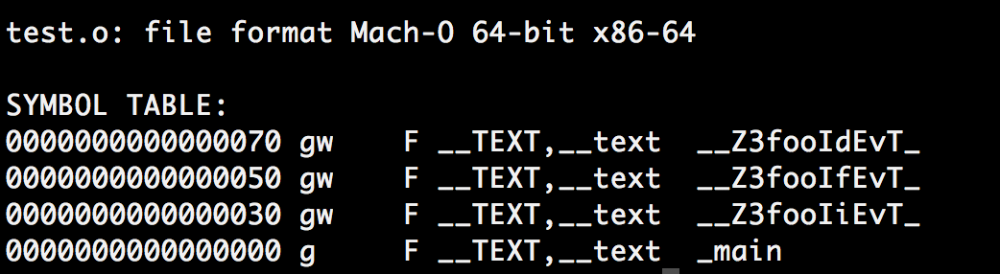 test.o: file format Mach-O 64-bit x86-64
SYMBOL TABLE:
0000000000000070 gw    F __TEXT,__text  __Z3fooIdEvT_
0000000000000050 gw    F __TEXT,__text  __Z3fooIfEvT_
0000000000000030 gw    F __TEXT,__text  __Z3fooIiEvT_
0000000000000000 g     F __TEXT,__text  _main